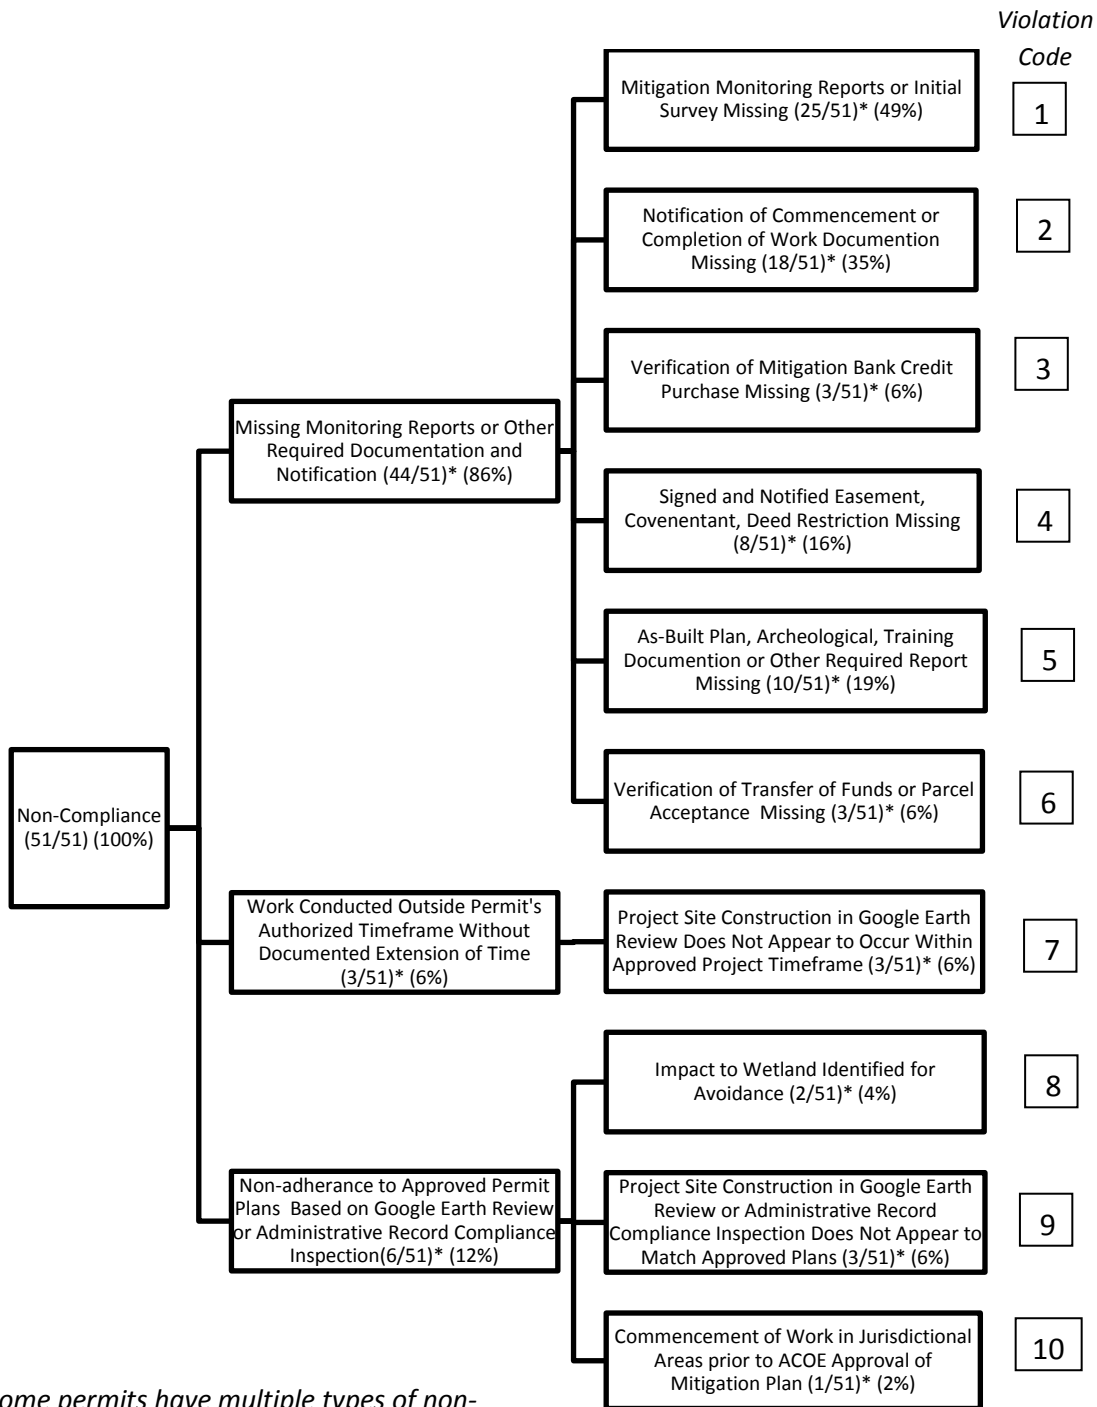 Violation
Code
Mitigation Monitoring Reports or Initial
Survey Missing (25/51)* (49%)
1
Notification of Commencement or
Completion of Work Documention
Missing (18/51)* (35%)
2
Verification of Mitigation Bank Credit
Purchase Missing (3/51)* (6%)
3
Missing Monitoring Reports or Other
Required Documentation and
Notification (44/51)* (86%)
Signed and Notified Easement,
Covenentant, Deed Restriction Missing
(8/51)* (16%)
4
As-Built Plan, Archeological, Training
Documention or Other Required Report
Missing (10/51)* (19%)
5
Verification of Transfer of Funds or Parcel
Acceptance  Missing (3/51)* (6%)
6
Non-Compliance
(51/51) (100%)
Work Conducted Outside Permit's
Authorized Timeframe Without
Documented Extension of Time
(3/51)* (6%)
Project Site Construction in Google Earth
Review Does Not Appear to Occur Within
Approved Project Timeframe (3/51)* (6%)
7
Impact to Wetland Identified for
Avoidance (2/51)* (4%)
8
Non-adherance to Approved Permit
Plans  Based on Google Earth Review
or Administrative Record Compliance
Inspection(6/51)* (12%)
Project Site Construction in Google Earth
Review or Administrative Record
Compliance Inspection Does Not Appear to
Match Approved Plans (3/51)* (6%)
9
Commencement of Work in Jurisdictional
Areas prior to ACOE Approval of
Mitigation Plan (1/51)* (2%)
10
ome permits have multiple types of non-